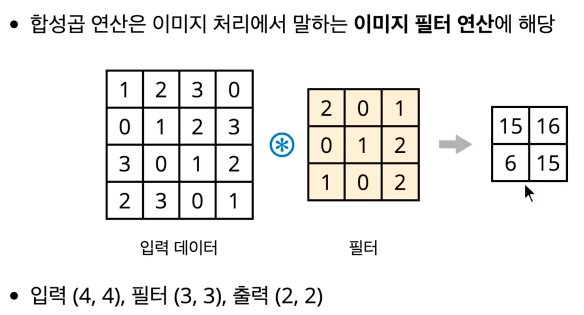 • 합성곱 연산은 이미지 처리에서 말하는 이미지 필터 연산에 해당
1 2 3 0
0 1 2 3
3 0 1 2
2 3 0 1
⊛
2 0 1
0 1 2
1 0 2
15 16
6 15
입력 데이터
필터
• 입력 (4, 4), 필터 (3, 3), 출력 (2, 2)